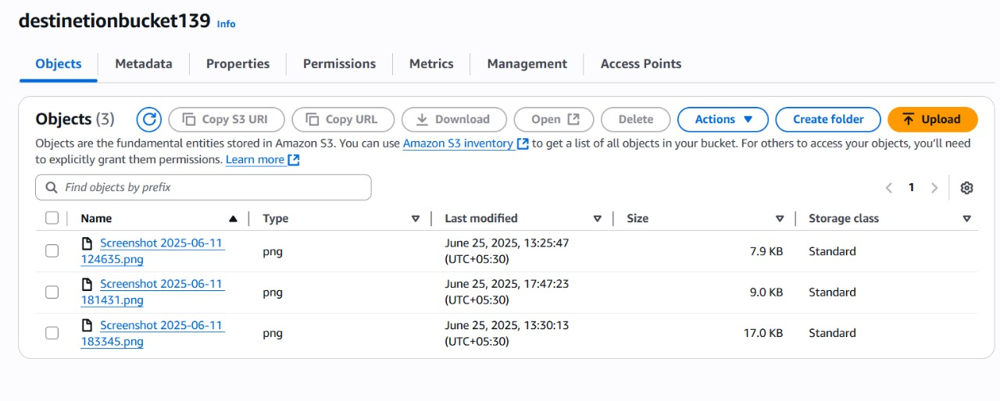 destinetionbucket139 Info
Objects Metadata Properties Permissions Metrics Management Access Points
Objects (3) Copy S3 URI Copy URL Download Open Delete Actions Create folder Upload
Objects are the fundamental entities stored in Amazon S3. You can use Amazon S3 inventory to get a list of all objects in your bucket. For others to access your objects, you’ll need
to explicitly grant them permissions. Learn more
Find objects by prefix 1
Name Type Last modified Size Storage class
Screenshot 2025-06-11 June 25, 2025, 13:25:47
124635.png png (UTC+05:30) 7.9 KB Standard
Screenshot 2025-06-11 June 25, 2025, 17:47:23
181431.png png (UTC+05:30) 9.0 KB Standard
Screenshot 2025-06-11 June 25, 2025, 13:30:13
183345.png png (UTC+05:30) 17.0 KB Standard